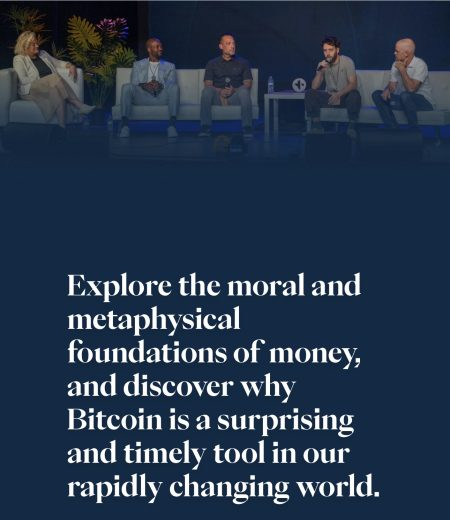 Explore the moral and
metaphysical
foundations of money,
and discover why
Bitcoin is a surprising
and timely tool in our
rapidly changing world.